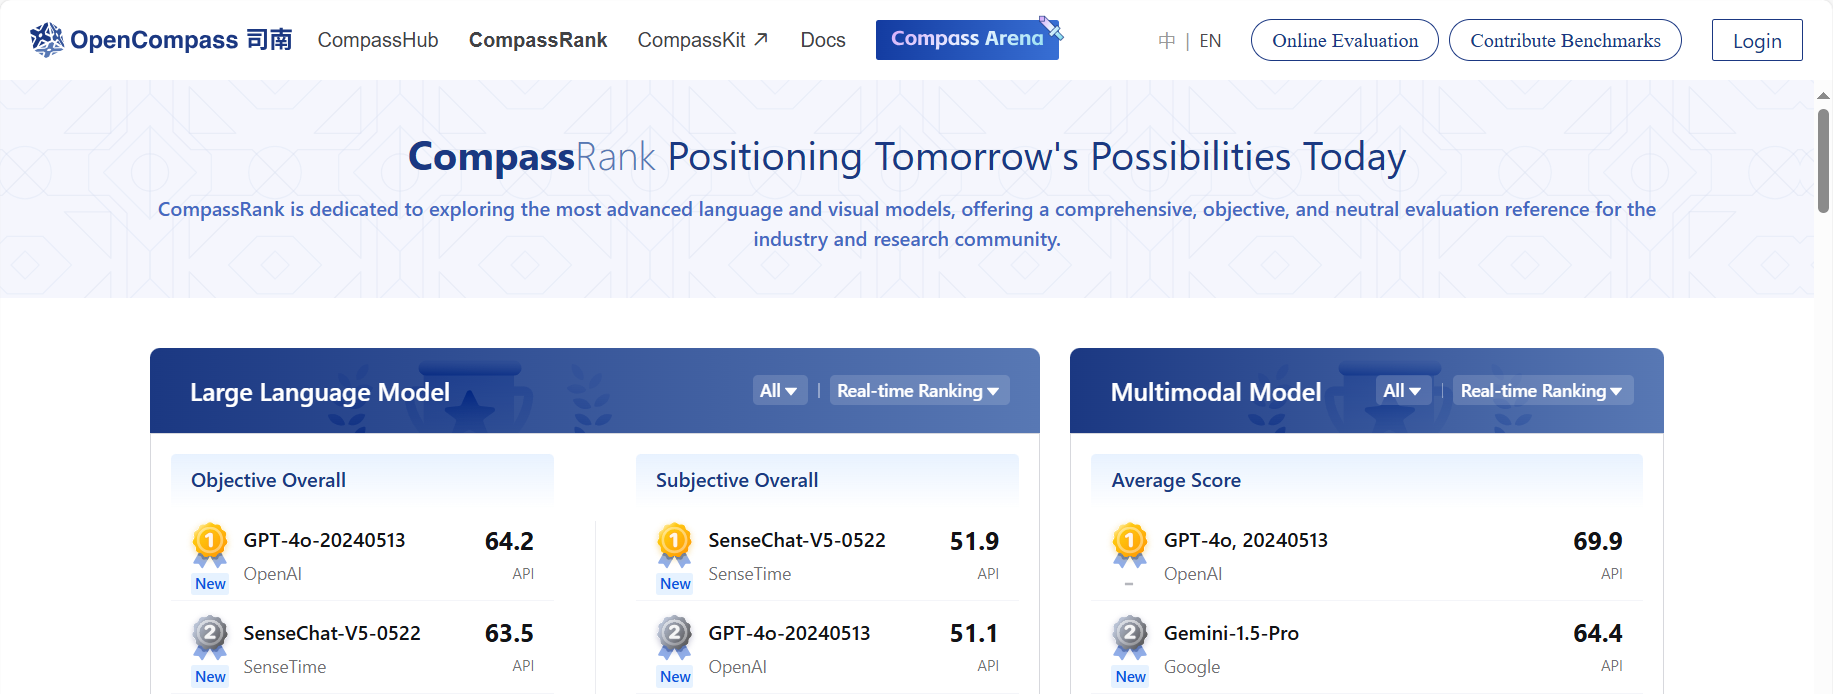 OpenCompass 司南
CompassHub
CompassRank
CompassKit
Docs
Compass Arena
中 | EN
Online Evaluation
Contribute Benchmarks
Login
CompassRank Positioning Tomorrow's Possibilities Today
CompassRank is dedicated to exploring the most advanced language and visual models, offering a comprehensive, objective, and neutral evaluation reference for the
industry and research community.
Large Language Model
All
Real-time Ranking
Objective Overall
1
GPT-4o-20240513
64.2
New
OpenAI
API
2
SenseChat-V5-0522
63.5
New
SenseTime
API
Subjective Overall
1
SenseChat-V5-0522
51.9
New
SenseTime
API
2
GPT-4o-20240513
51.1
New
OpenAI
API
Multimodal Model
All
Real-time Ranking
Average Score
1
GPT-4o, 20240513
69.9
–
OpenAI
API
2
Gemini-1.5-Pro
64.4
New
Google
API